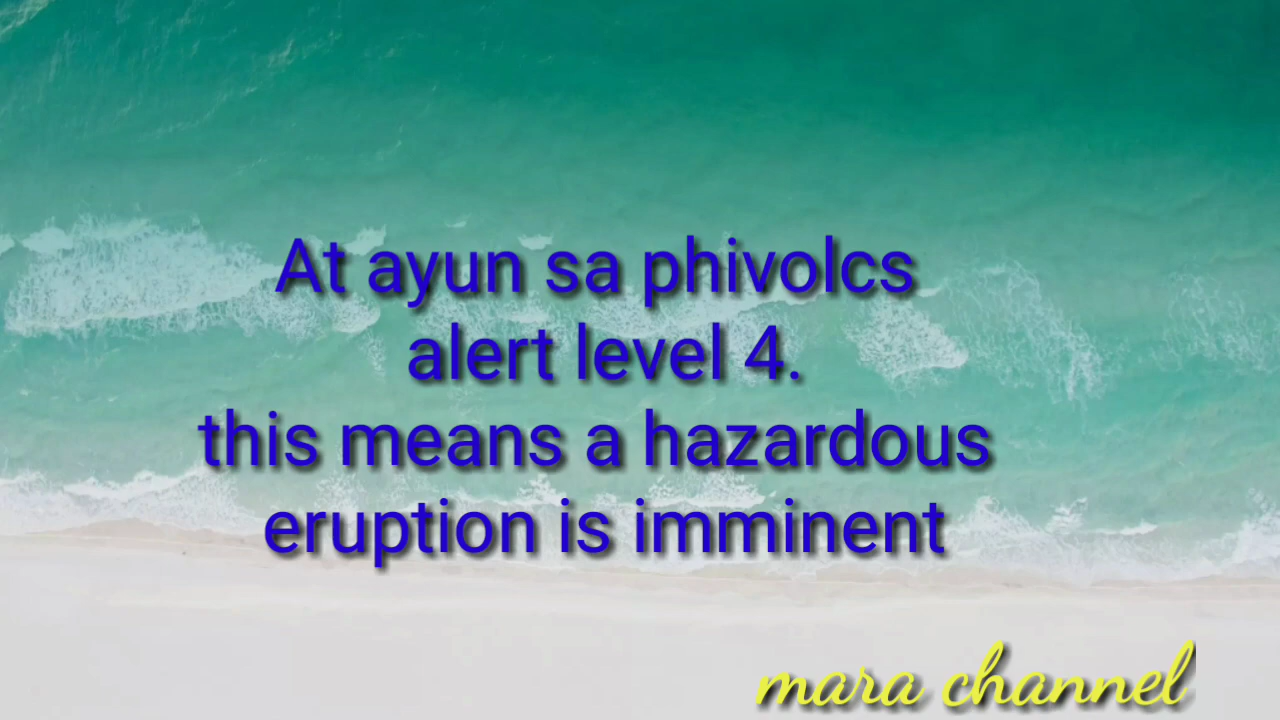 At ayun sa phivolcs
alert level 4.
this means a hazardous
eruption is imminent
mara channel